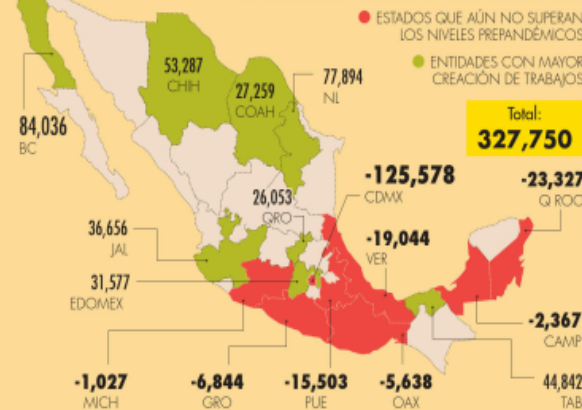 ESTADOS QUE AÚN NO SUPERAN
LOS NIVELES PREPANDÉMICOS
ENTIDADES CON MAYOR
CREACIÓN DE TRABAJOS
Total:
327,750
53,287
CHIH
27,259
COAH
77,894
NL
84,036
BC
-125,578
CDMX
-23,327
Q ROO
26,053
QRO
-19,044
VER
36,656
JAL
31,577
EDOMEX
-2,367
CAMP
-1,027
MICH
-6,844
GRO
-15,503
PUE
-5,638
OAX
44,842
TAB